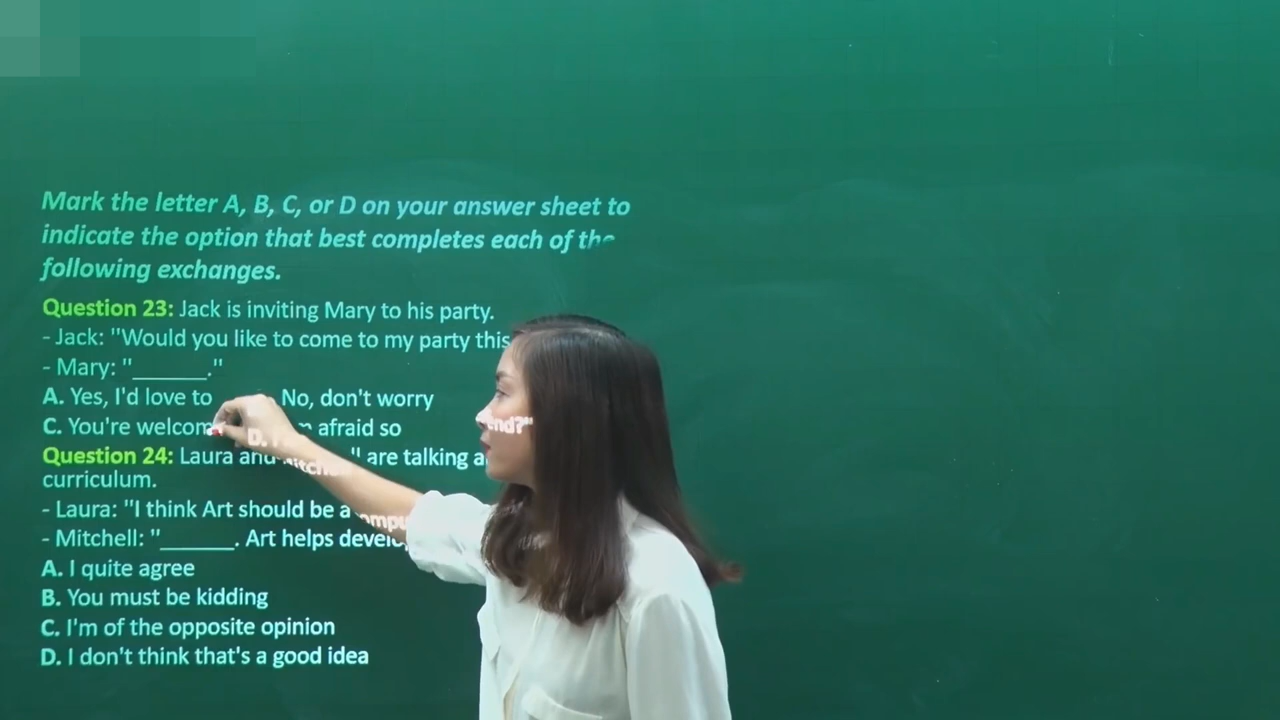 Mark the letter A, B, C, or D on your answer sheet to
indicate the option that best completes each of the
following exchanges.
Question 23: Jack is inviting Mary to his party.
- Jack: "Would you like to come to my party this end?"
- Mary: "______."
A. Yes, I'd love to No, don't worry
C. You're welcome D. I'm afraid so
Question 24: Laura and Mitchell are talking
curriculum.
- Laura: "I think Art should be a
- Mitchell: "______. Art helps
A. I quite agree
B. You must be kidding
C. I'm of the opposite opinion
D. I don't think that's a good idea